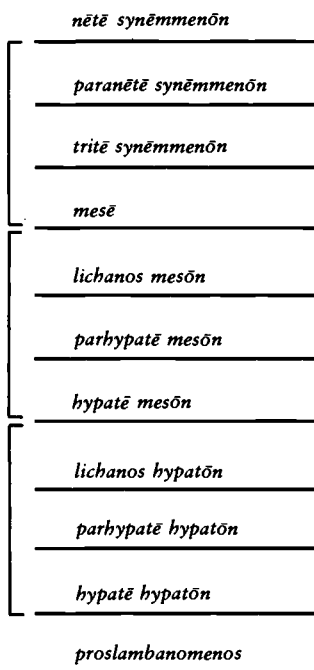 nētē synēmmenōn
paranētē synēmmenōn
tritē synēmmenōn
mesē
lichanos mesōn
parhypatē mesōn
hypatē mesōn
lichanos hypatōn
parhypatē hypatōn
hypatē hypatōn
proslambanomenos